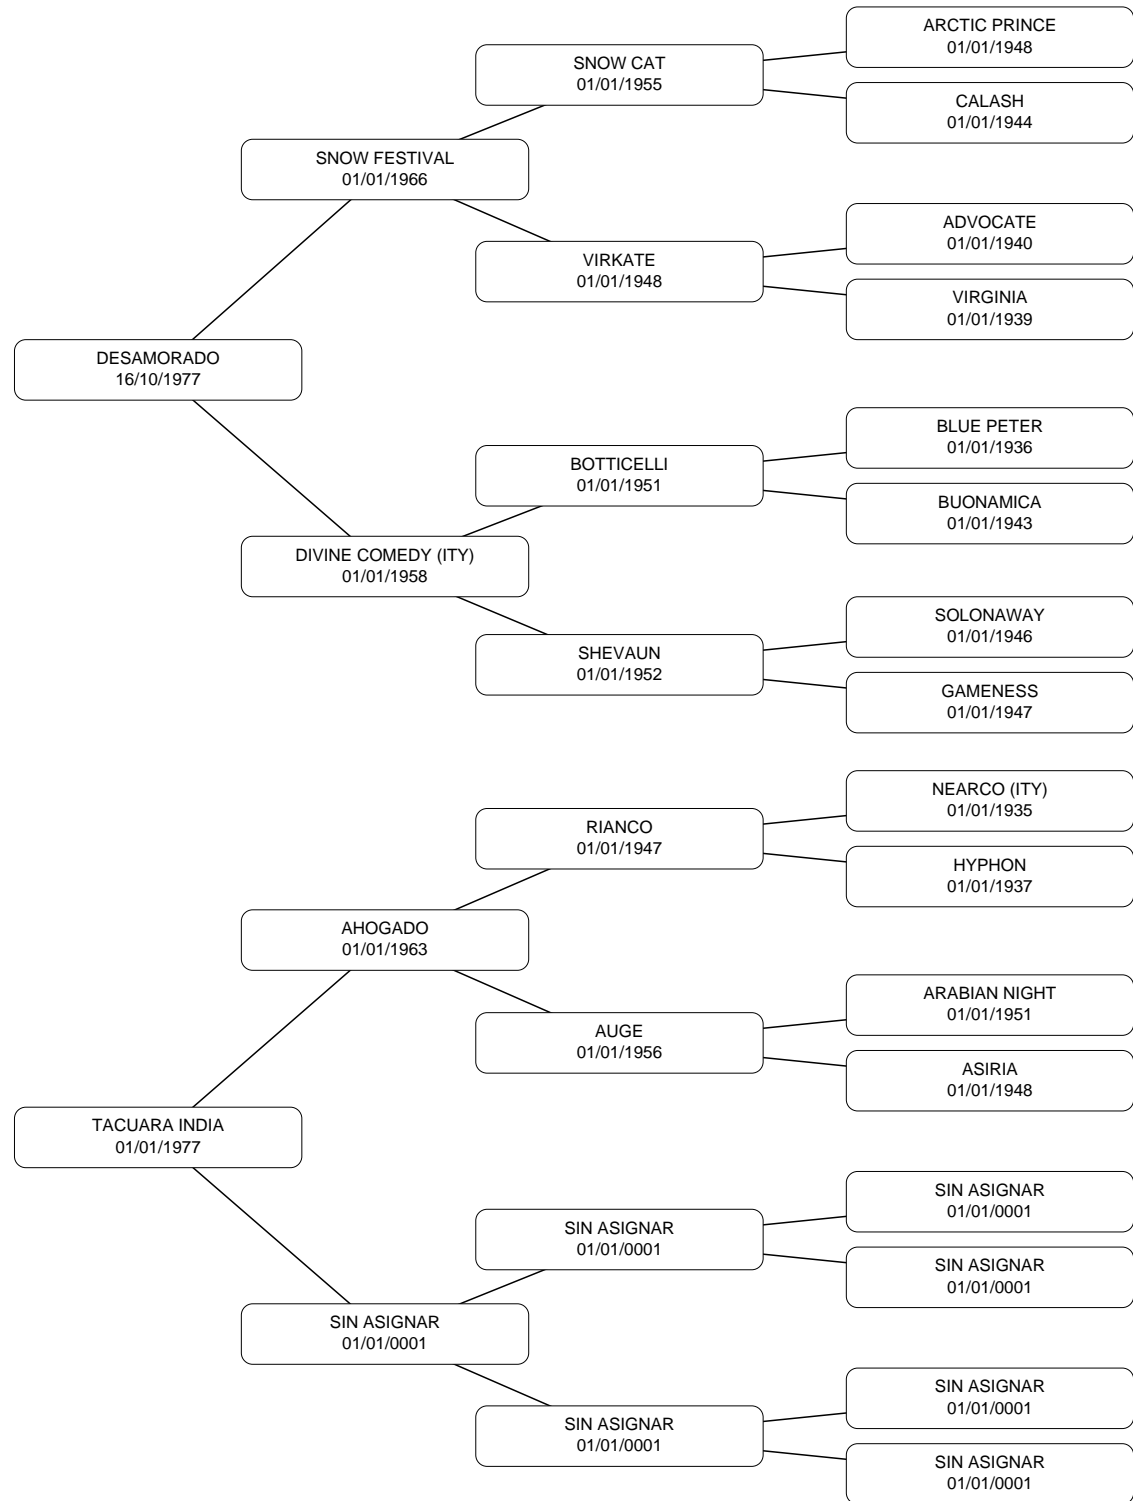 ARCTIC PRINCE
01/01/1948
SNOW CAT
01/01/1955
CALASH
01/01/1944
SNOW FESTIVAL
01/01/1966
ADVOCATE
01/01/1940
VIRKATE
01/01/1948
VIRGINIA
01/01/1939
DESAMORADO
16/10/1977
BLUE PETER
01/01/1936
BOTTICELLI
01/01/1951
BUONAMICA
01/01/1943
DIVINE COMEDY (ITY)
01/01/1958
SOLONAWAY
01/01/1946
SHEVAUN
01/01/1952
GAMENESS
01/01/1947
NEARCO (ITY)
01/01/1935
RIANCO
01/01/1947
HYPHON
01/01/1937
AHOGADO
01/01/1963
ARABIAN NIGHT
01/01/1951
AUGE
01/01/1956
ASIRIA
01/01/1948
TACUARA INDIA
01/01/1977
SIN ASIGNAR
01/01/0001
SIN ASIGNAR
01/01/0001
SIN ASIGNAR
01/01/0001
SIN ASIGNAR
01/01/0001
SIN ASIGNAR
01/01/0001
SIN ASIGNAR
01/01/0001
SIN ASIGNAR
01/01/0001